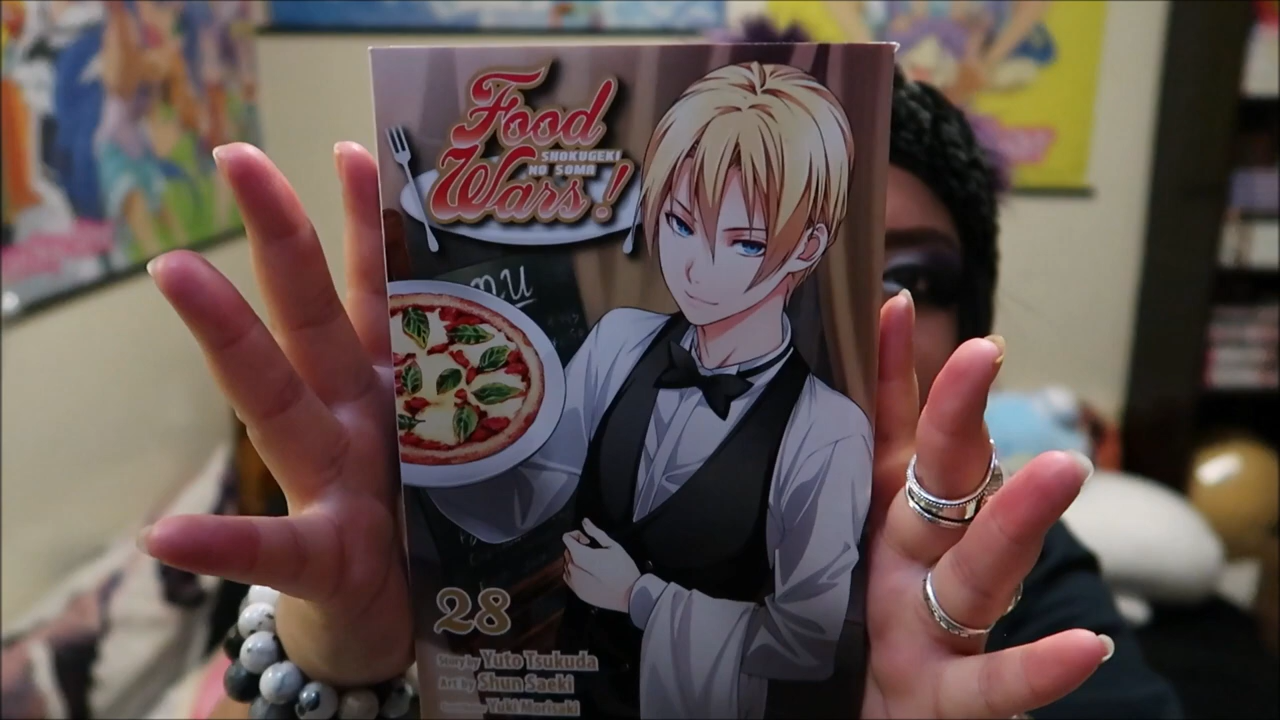 Food
SHOKUGEKI
NO SOMA
Wars!
28
Story by Yuto Tsukuda
Art by Shun Saeki
Yuki Morisaki